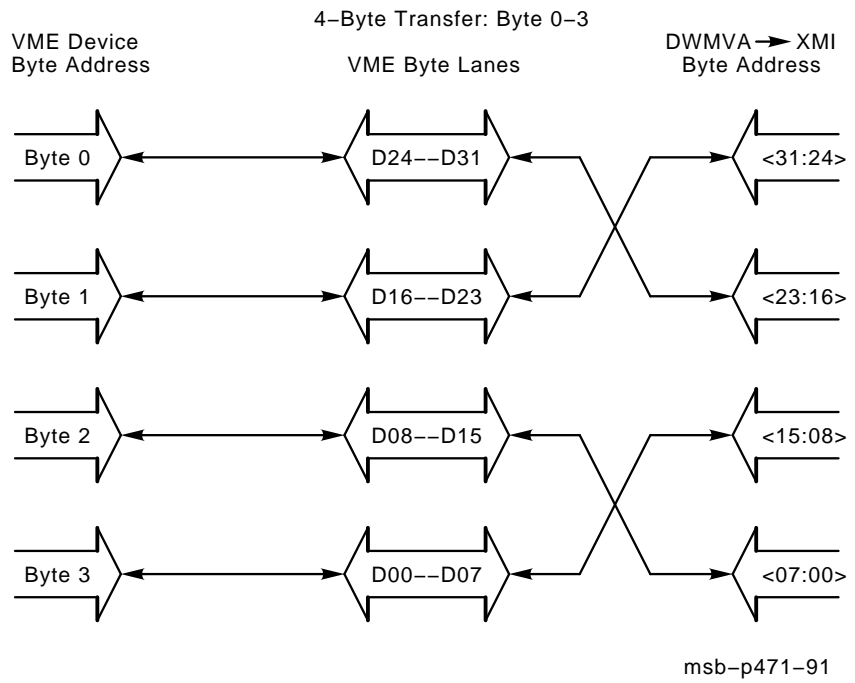 4−Byte Transfer: Byte 0−3
VME Device
Byte Address
VME Byte Lanes
DWMVA XMI
Byte Address
Byte 0
D24−−D31
<31:24>
Byte 1
D16−−D23
<23:16>
Byte 2
D08−−D15
<15:08>
Byte 3
D00−−D07
<07:00>
msb−p471−91